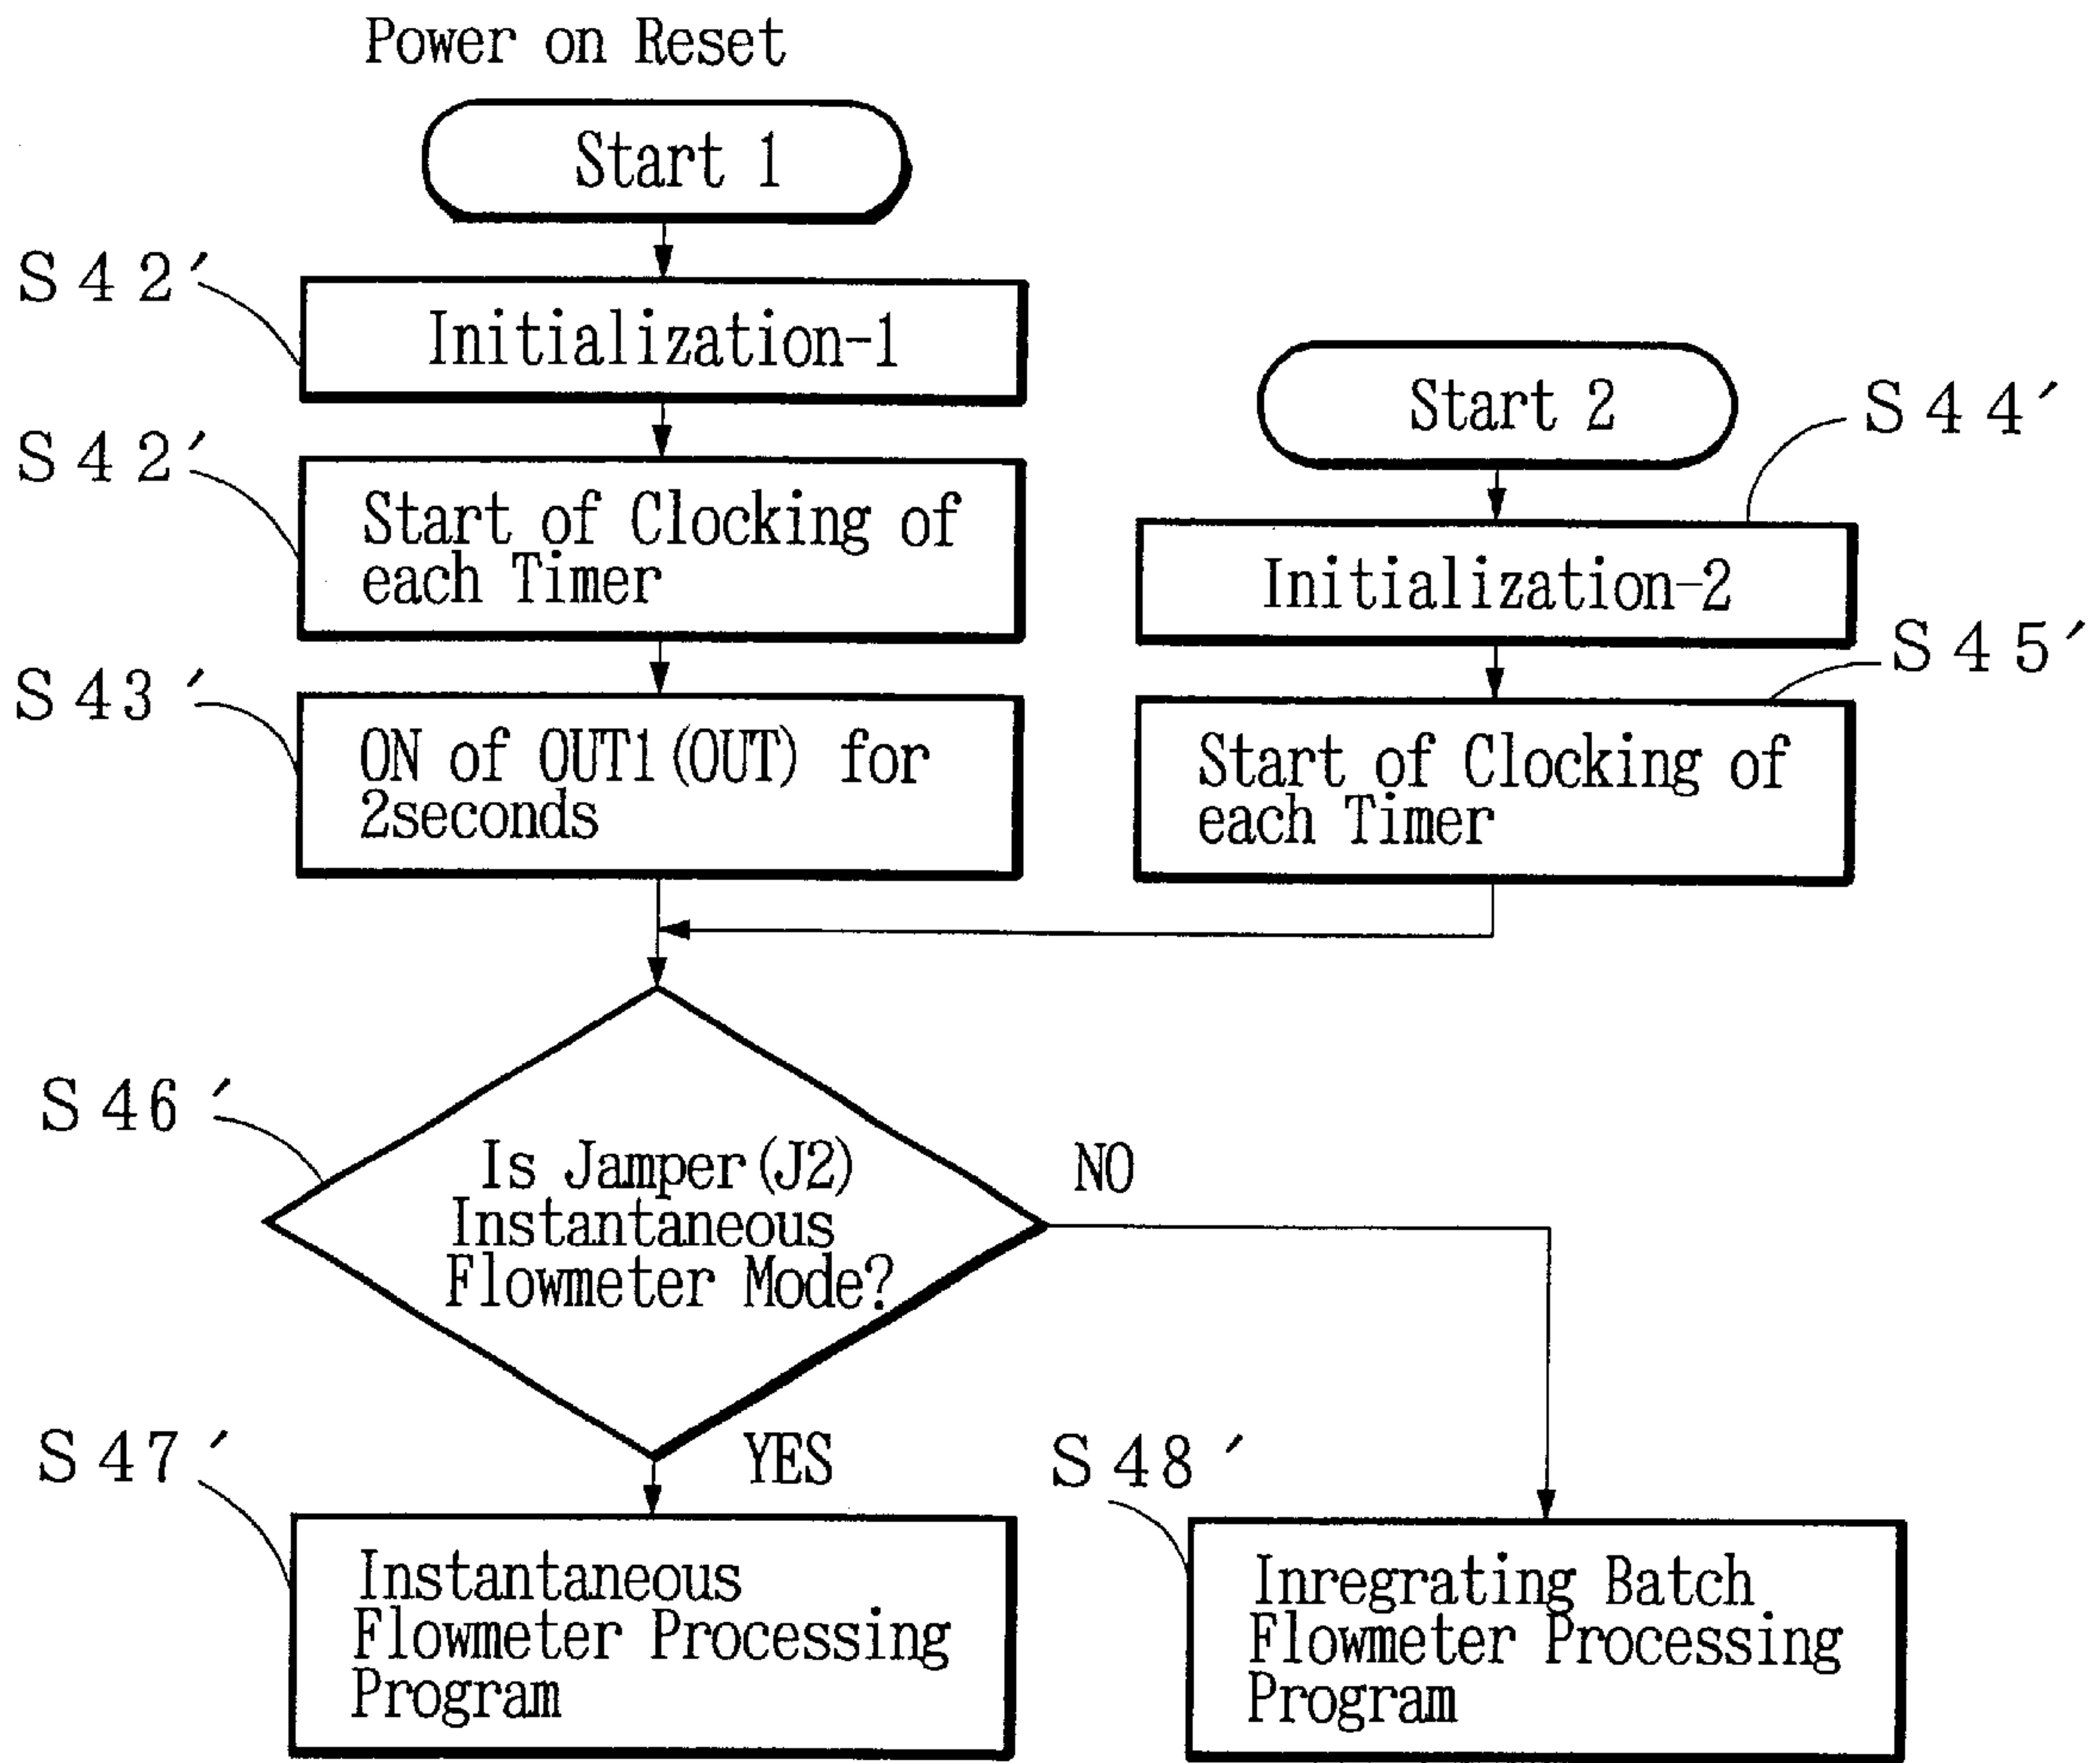 Power on Reset
Start 1
S42′
Initialization-1
S42′
Start of Clocking of
each Timer
S43′
ON of OUT1(OUT) for
2seconds
Start 2
S44′
Initialization-2
S45′
Start of Clocking of
each Timer
S46′
Is Jamper(J2)
Instantaneous
Flowmeter Mode?
NO
YES
S47′
Instantaneous
Flowmeter Processing
Program
S48′
Inregrating Batch
Flowmeter Processing
Program